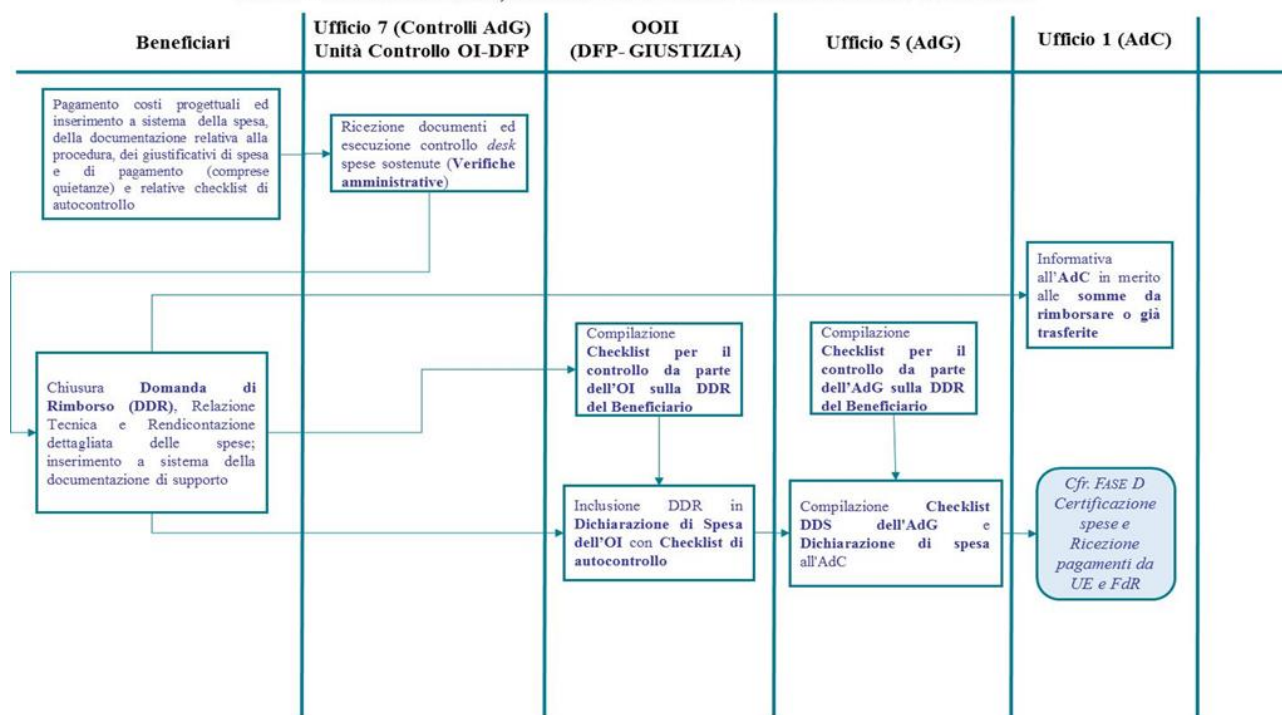 Beneficiari
Ufficio 7 (Controlli AdG)
Unità Controllo OI-DFP
OOII
(DFP- GIUSTIZIA)
Ufficio 5 (AdG)
Ufficio 1 (AdC)
Pagamento costi progettuali ed
inserimento a sistema della spesa,
della documentazione relativa alla
procedura, dei giustificativi di spesa
e di pagamento (comprese
quietanze) e relative checklist di
autocontrollo
Ricezione documenti ed
esecuzione controllo desk
spese sostenute (Verifiche
amministrative)
Informativa
all'AdC in merito
alle somme da
rimborsare o già
trasferite
Chiusura Domanda di
Rimborso (DDR), Relazione
Tecnica e Rendicontazione
dettagliata delle spese;
inserimento a sistema della
documentazione di supporto
Compilazione
Checklist per il
controllo da parte
dell'OI sulla DDR
del Beneficiario
Compilazione
Checklist per il
controllo da parte
dell'AdG sulla DDR
del Beneficiario
Inclusione DDR in
Dichiarazione di Spesa
dell'OI con Checklist di
autocontrollo
Compilazione Checklist
DDS dell'AdG e
Dichiarazione di spesa
all'AdC
Cfr. FASE D
Certificazione
spese e
Ricezione
pagamenti da
UE e FdR